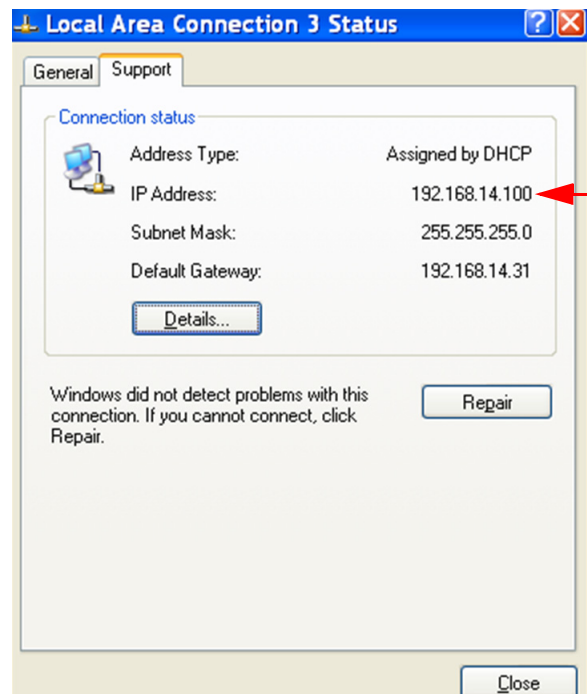 Local Area Connection 3 Status
General Support
Connection status
Address Type: Assigned by DHCP
IP Address: 192.168.14.100
Subnet Mask: 255.255.255.0
Default Gateway: 192.168.14.31
Details...
Windows did not detect problems with this
connection. If you cannot connect, click
Repair.
Repair
Close